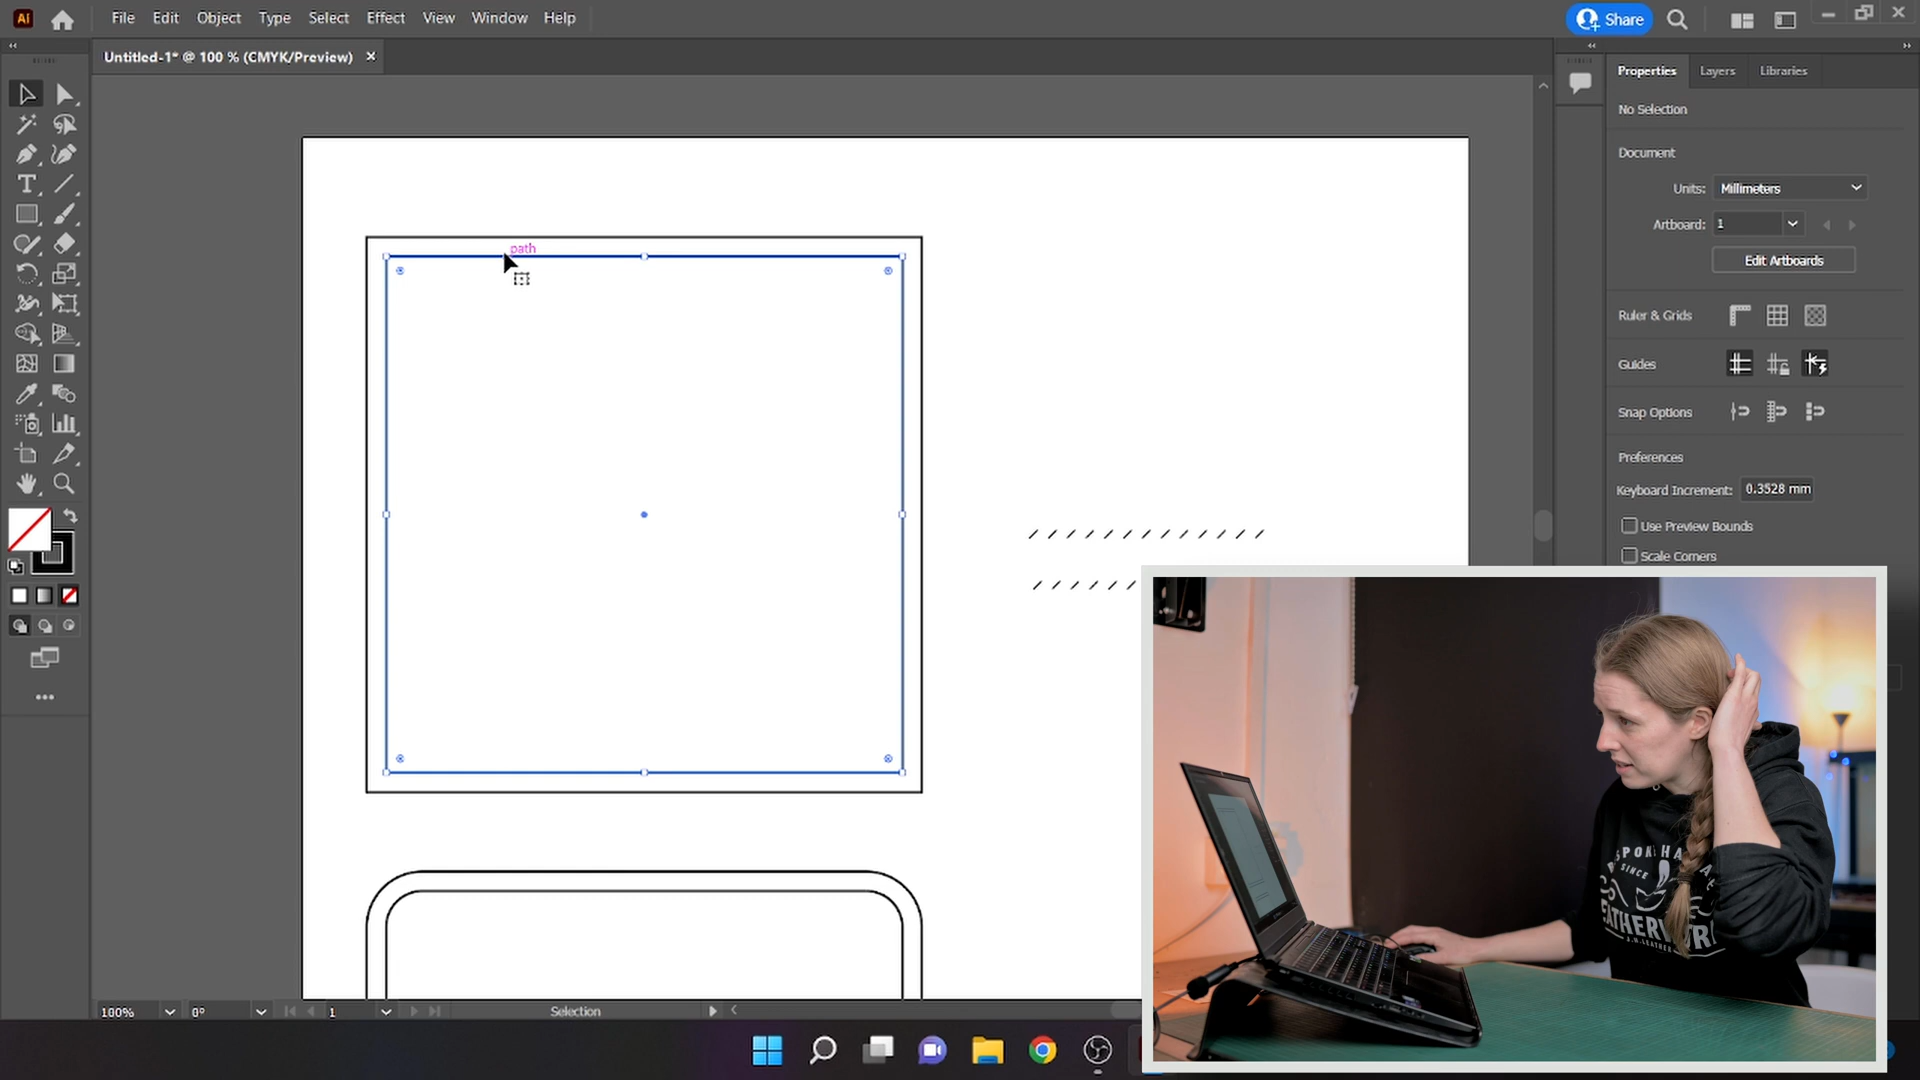 Ai File Edit Object Type Select Effect View Window Help
Share
Untitled-1* @ 100 % (CMYK/Preview) ×
Properties Layers Libraries
No Selection
Document
Units: Millimeters
Artboard: 1
Edit Artboards
Ruler & Grids
Guides
Snap Options
Preferences
Keyboard Increment: 0.3528 mm
Use Preview Bounds
Scale Corners
path
SINCE
A.H.LEATHER
100% 0° 1 Selection